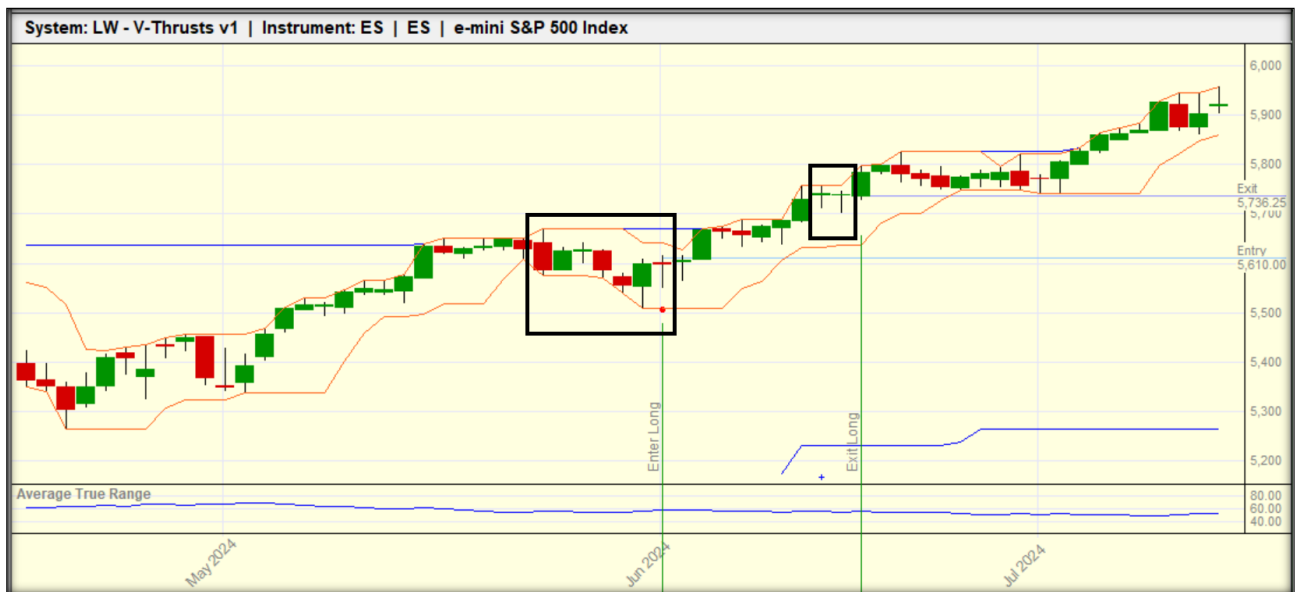 System: LW - V-Thrusts v1 | Instrument: ES | ES | e-mini S&P 500 Index
6,000
5,900
5,800
Exit
5,736.25
5,700
Entry
5,610.00
5,500
5,400
5,300
5,200
Enter Long
Exit Long
Average True Range
80.00
60.00
40.00
May 2024
Jun 2024
Jul 2024